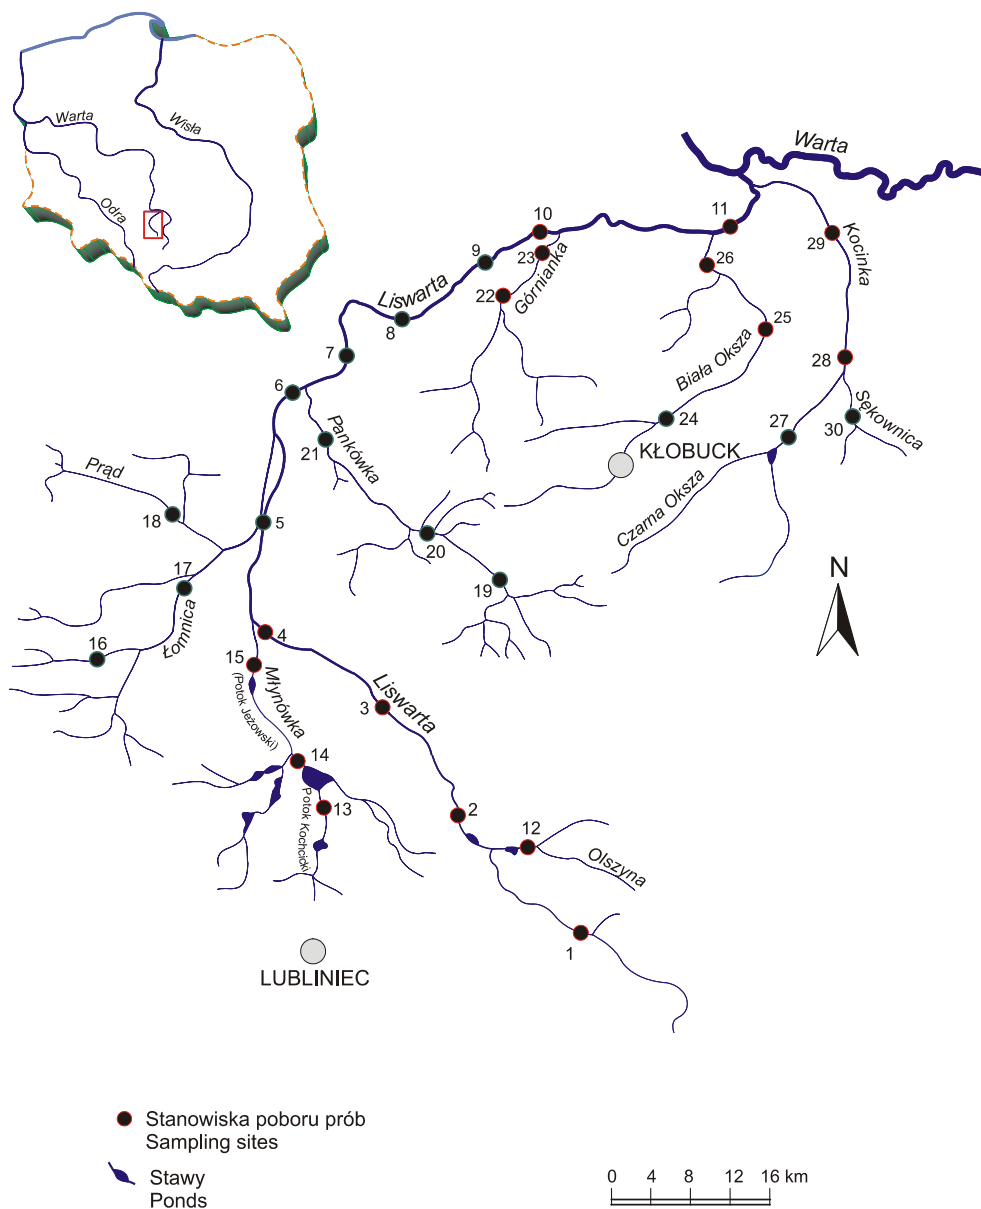 Warta
Wisła
Odra
Warta
10
11
9
23
26
29
Kocinka
Liswarta
22
Górnianka
8
25
7
28
6
Biała Oksza
24
27
30
Sękownica
21
Pankówka
KŁOBUCK
Prąd
18
5
20
Czarna Oksza
17
19
N
Łomnica
16
4
15
Młynówka
(Potok Jeżowski)
Liswarta
3
14
13
Potok Kochcicki
2
12
Olszyna
1
LUBLINIEC
Stanowiska poboru prób
Sampling sites
Stawy
Ponds
0 4 8 12 16 km